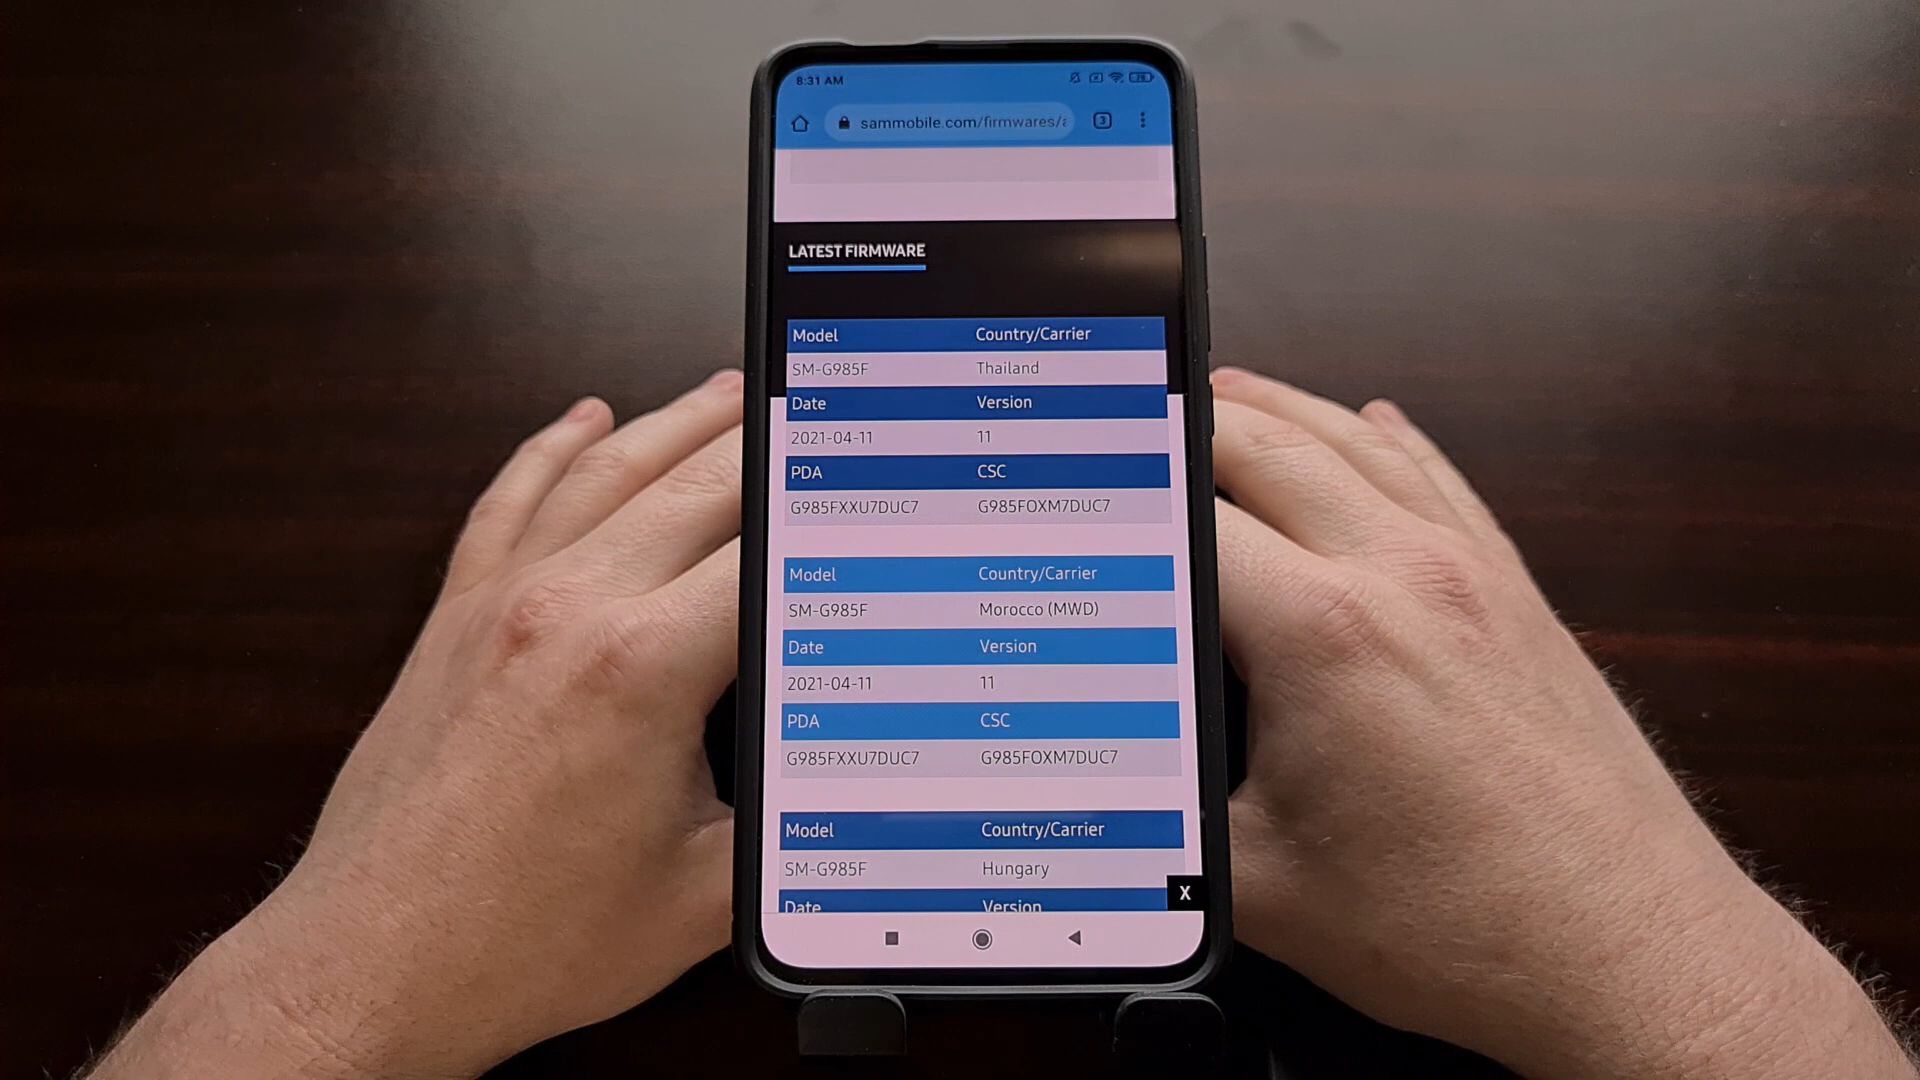 8:31 AM
sammobile.com/firmwares/
3
LATEST FIRMWARE
Model Country/Carrier
SM-G985F Thailand
Date Version
2021-04-11 11
PDA CSC
G985FXXU7DUC7 G985FOXM7DUC7
Model Country/Carrier
SM-G985F Morocco (MWD)
Date Version
2021-04-11 11
PDA CSC
G985FXXU7DUC7 G985FOXM7DUC7
Model Country/Carrier
SM-G985F Hungary
Date Version
X